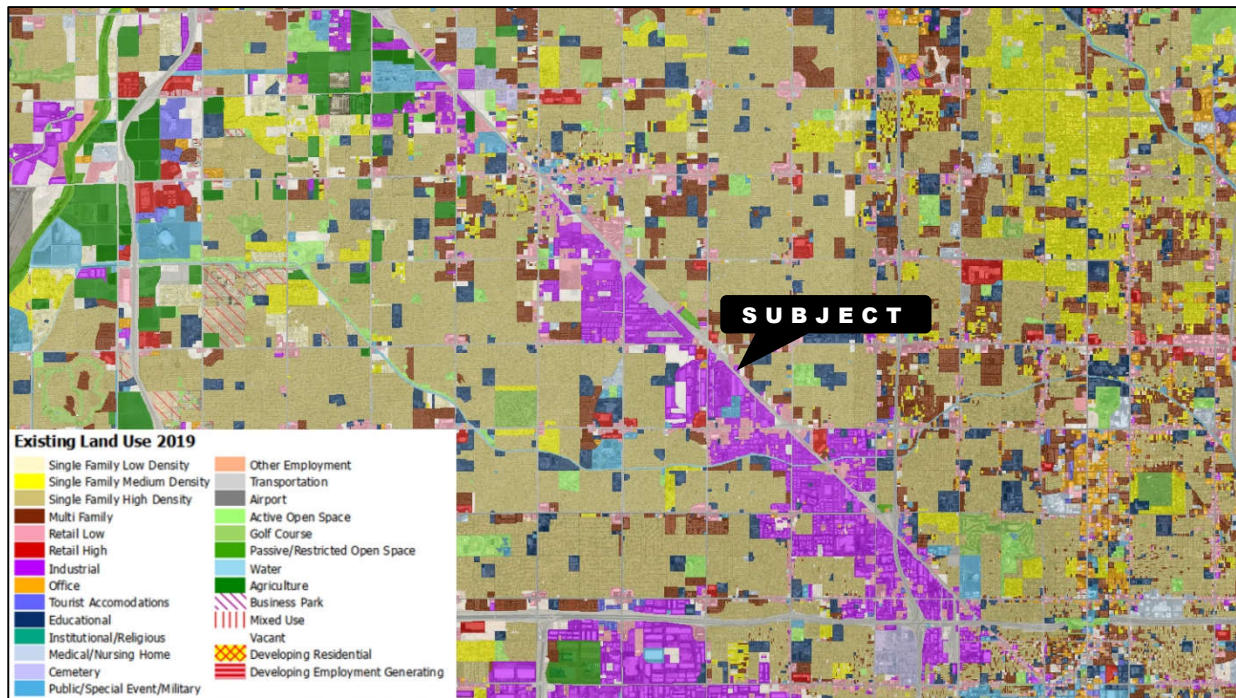 SUBJECT
Existing Land Use 2019
Single Family Low Density
Single Family Medium Density
Single Family High Density
Multi Family
Retail Low
Retail High
Industrial
Office
Tourist Accomodations
Educational
Institutional/Religious
Medical/Nursing Home
Cemetery
Public/Special Event/Military
Other Employment
Transportation
Airport
Active Open Space
Golf Course
Passive/Restricted Open Space
Water
Agriculture
Business Park
Mixed Use
Vacant
Developing Residential
Developing Employment Generating